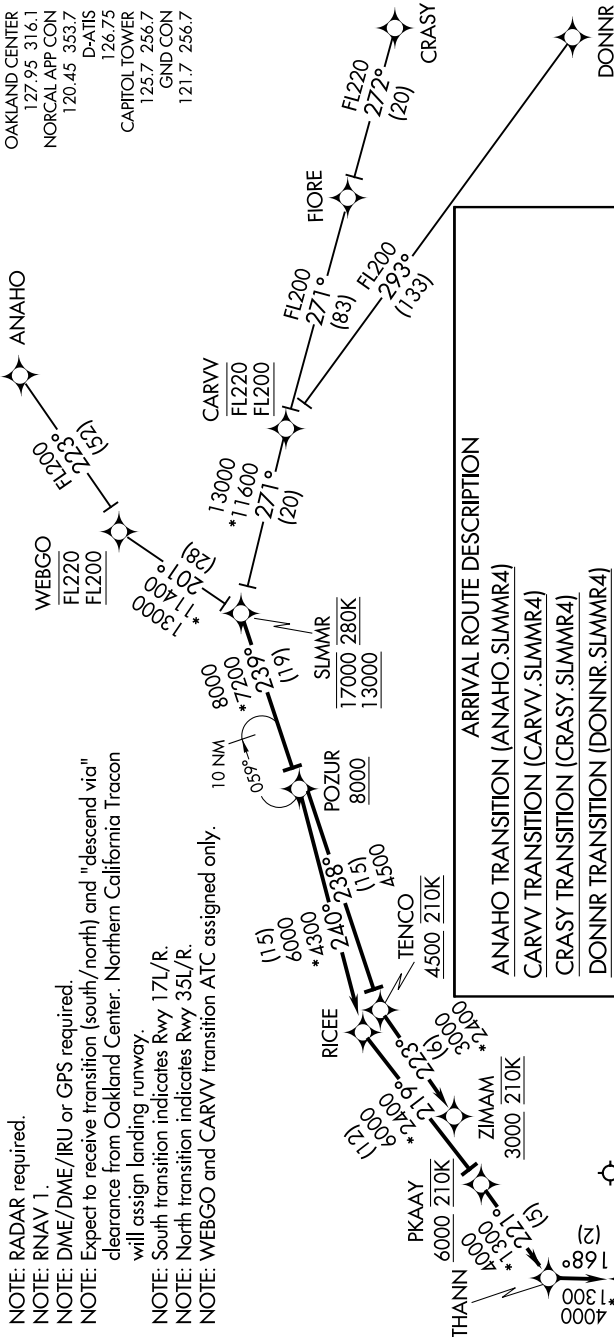 NOTE: RADAR required.
NOTE: RNAV 1.
NOTE: DME/DME/IRU or GPS required.
NOTE: Expect to receive transition (south/north) and "descend via"
clearance from Oakland Center. Northern California Tracon
will assign landing runway.
NOTE: South transition indicates Rwy 17L/R.
NOTE: North transition indicates Rwy 35L/R.
NOTE: WEBGO and CARVV transition ATC assigned only.
OAKLAND CENTER
127.95 316.1
NORCAL APP CON
120.45 353.7
D-ATIS
126.75
CAPITOL TOWER
125.7 256.7
GND CON
121.7 256.7
ANAHO
FL200
223°
(52)
WEBGO
FL220
FL200
13000
*11400
201°
(28)
CRASY
FL220
272°
(20)
FIORE
FL200
271°
(83)
DONNR
FL200
293°
(133)
CARVV
FL220
FL200
13000
*11600
271°
(20)
SLMMR
17000 280K
13000
8000
*7200
239°
(19)
10 NM
059°
POZUR
8000
(15)
6000
*4300
240°
238°
(15)
4500
RICEE
TENCO
4500 210K
223°
(6)
3000
*2400
ZIMAM
3000 210K
(12)
6000
*2400
219°
PKAAY
6000 210K
4000
*1300
221°
(5)
THANN
4000
*1300
168°
(2)
ARRIVAL ROUTE DESCRIPTION
ANAHO TRANSITION (ANAHO.SLMMR4)
CARVV TRANSITION (CARVV.SLMMR4)
CRASY TRANSITION (CRASY.SLMMR4)
DONNR TRANSITION (DONNR.SLMMR4)